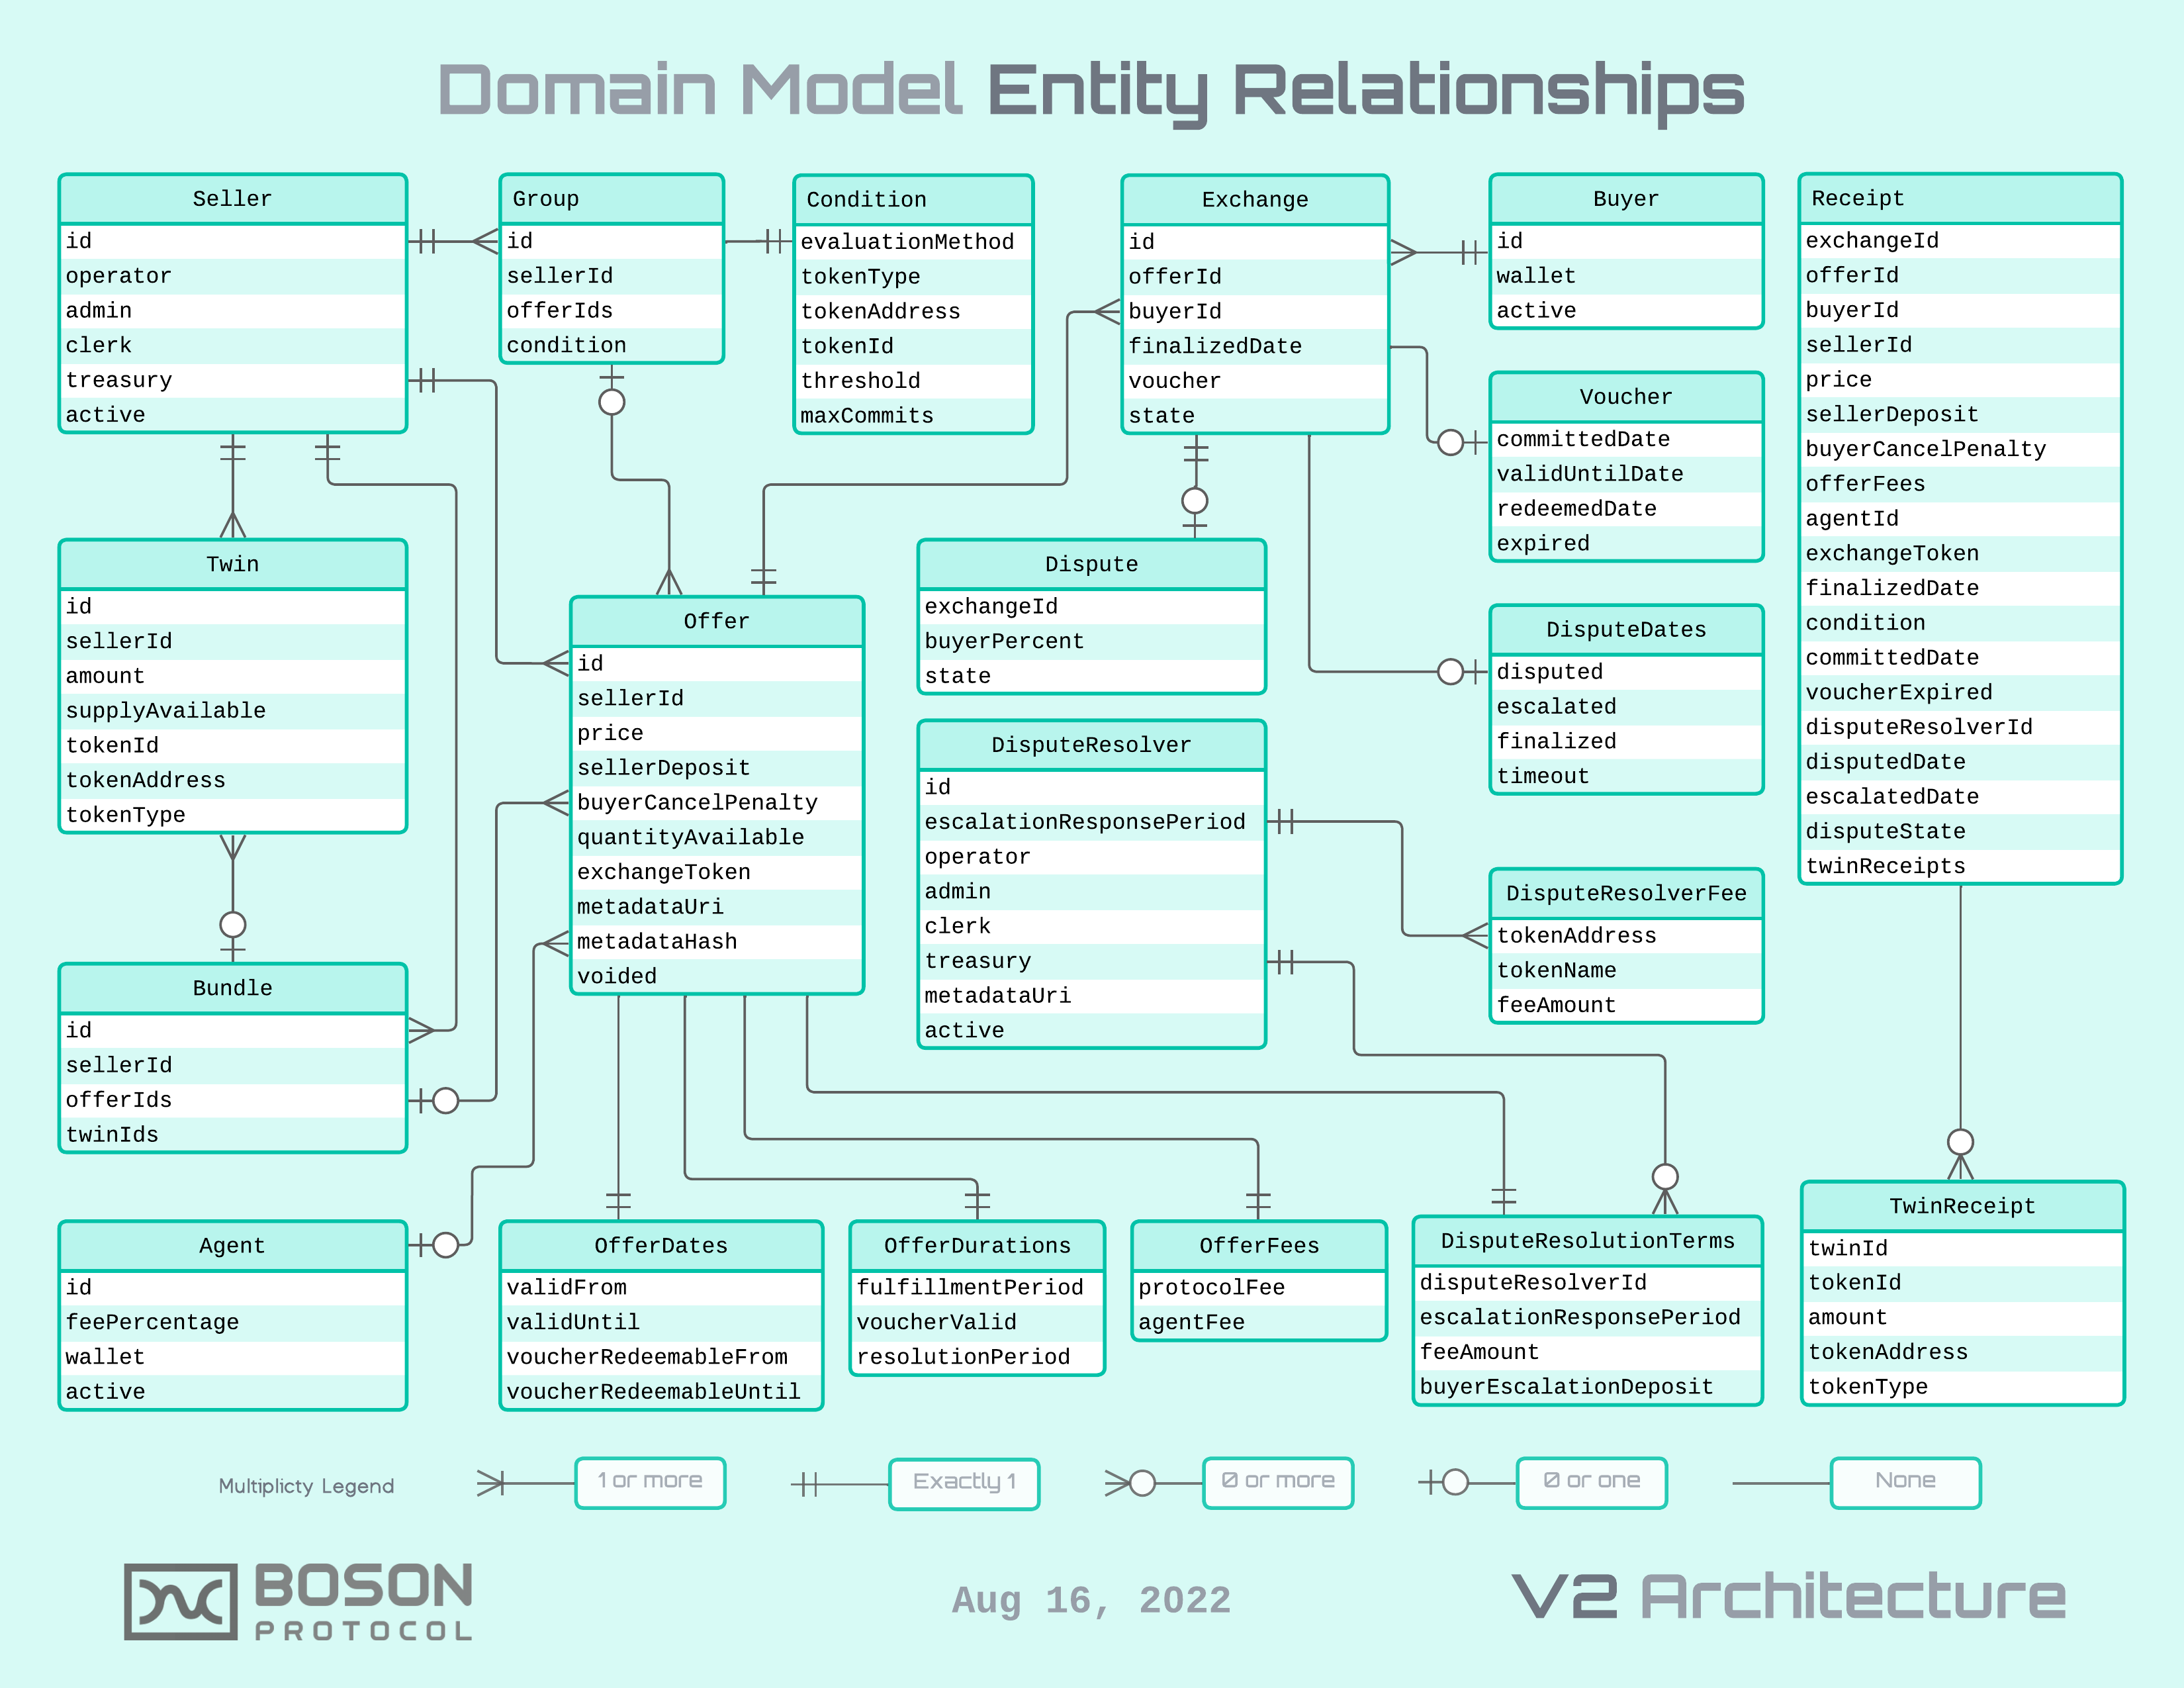 Domain Model Entity Relationships
Seller
id
operator
admin
clerk
treasury
active
Group
id
sellerId
offerIds
condition
Condition
evaluationMethod
tokenType
tokenAddress
tokenId
threshold
maxCommits
Exchange
id
offerId
buyerId
finalizedDate
voucher
state
Buyer
id
wallet
active
Receipt
exchangeId
offerId
buyerId
sellerId
price
sellerDeposit
buyerCancelPenalty
offerFees
agentId
exchangeToken
finalizedDate
condition
committedDate
voucherExpired
disputeResolverId
disputedDate
escalatedDate
disputeState
twinReceipts
Voucher
committedDate
validUntilDate
redeemedDate
expired
Twin
id
sellerId
amount
supplyAvailable
tokenId
tokenAddress
tokenType
Offer
id
sellerId
price
sellerDeposit
buyerCancelPenalty
quantityAvailable
exchangeToken
metadataUri
metadataHash
voided
Dispute
exchangeId
buyerPercent
state
DisputeDates
disputed
escalated
finalized
timeout
DisputeResolver
id
escalationResponsePeriod
operator
admin
clerk
treasury
metadataUri
active
DisputeResolverFee
tokenAddress
tokenName
feeAmount
Bundle
id
sellerId
offerIds
twinIds
Agent
id
feePercentage
wallet
active
OfferDates
validFrom
validUntil
voucherRedeemableFrom
voucherRedeemableUntil
OfferDurations
fulfillmentPeriod
voucherValid
resolutionPeriod
OfferFees
protocolFee
agentFee
DisputeResolutionTerms
disputeResolverId
escalationResponsePeriod
feeAmount
buyerEscalationDeposit
TwinReceipt
twinId
tokenId
amount
tokenAddress
tokenType
Multiplicty Legend
1 or more
Exactly 1
0 or more
0 or one
None
BOSON
PROTOCOL
Aug 16, 2022
V2 Architecture